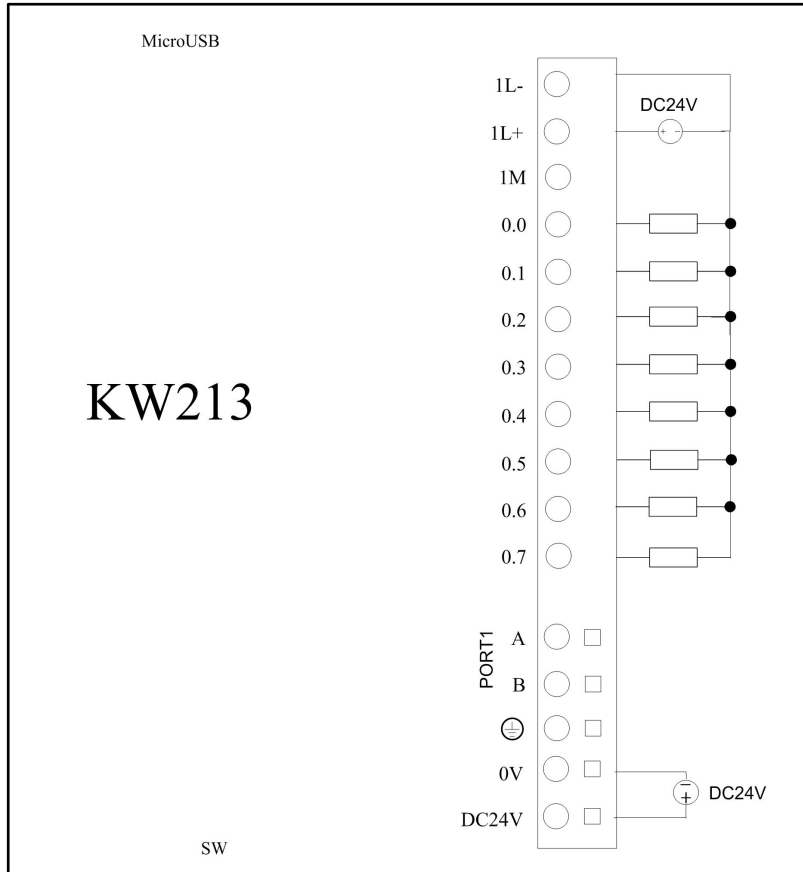 MicroUSB
1L-
DC24V
1L+
+ -
1M
0.0
0.1
0.2
0.3
KW213
0.4
0.5
0.6
0.7
PORT1
A
B
0V
-
+
DC24V
DC24V
SW